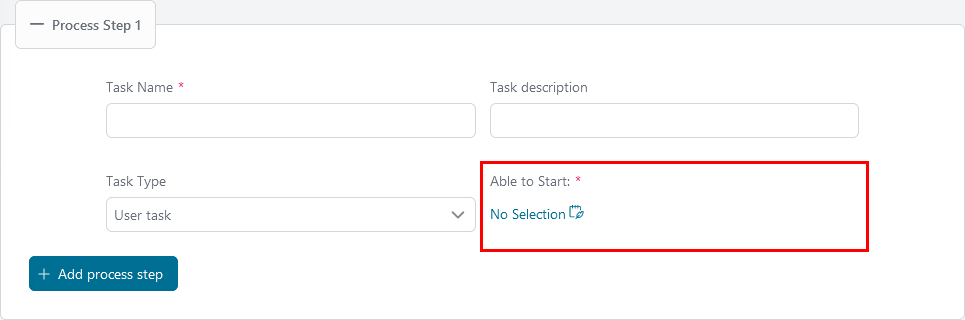 Process Step 1
Task Name *
Task description
Task Type
Able to Start: *
User task
No Selection
+ Add process step